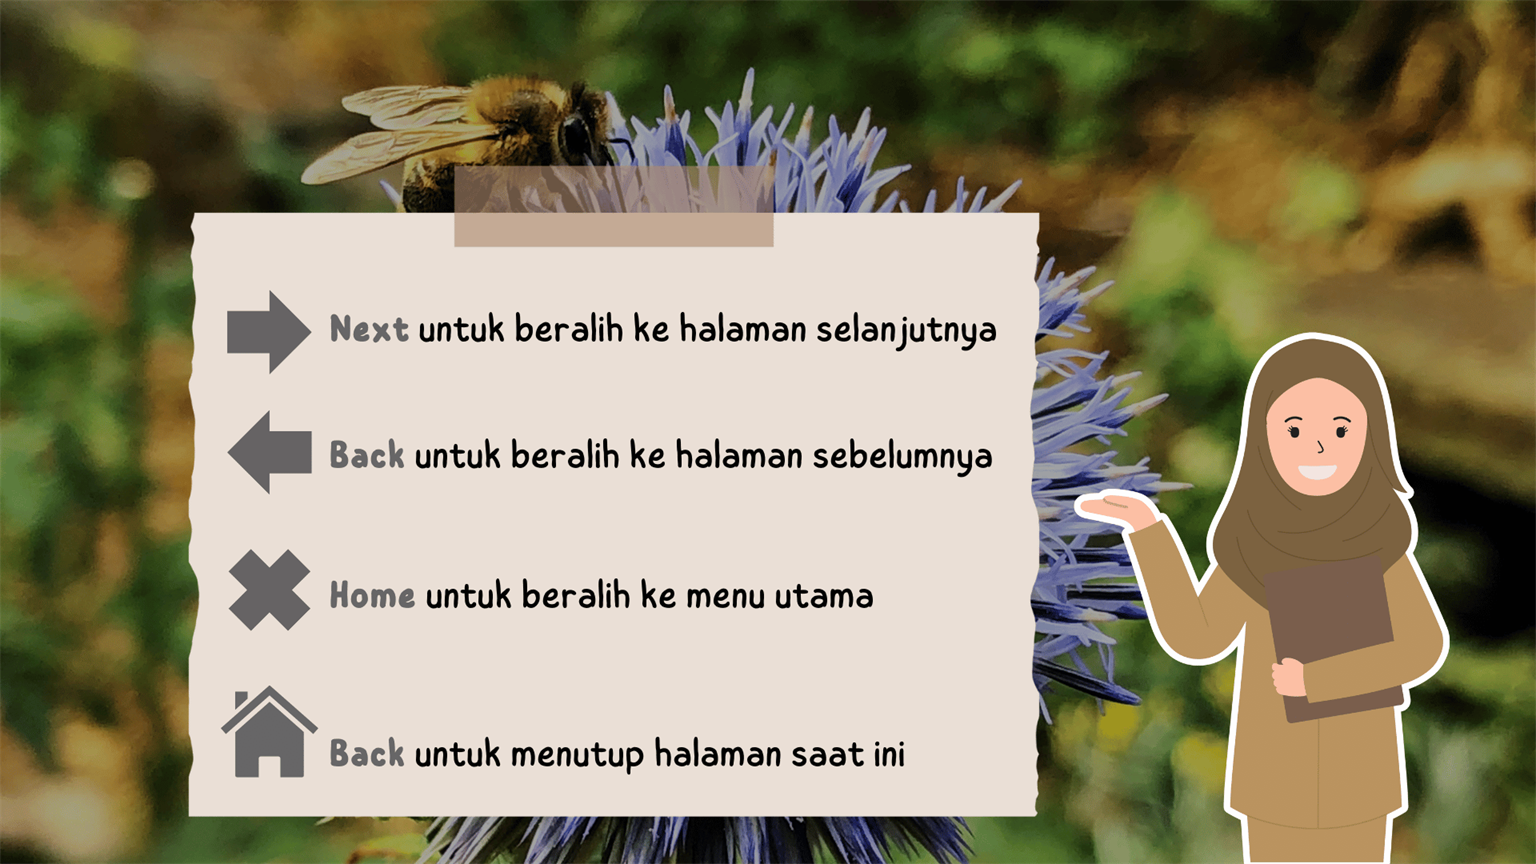 Next untuk beralih ke halaman selanjutnya
Back untuk beralih ke halaman sebelumnya
Home untuk beralih ke menu utama
Back untuk menutup halaman saat ini